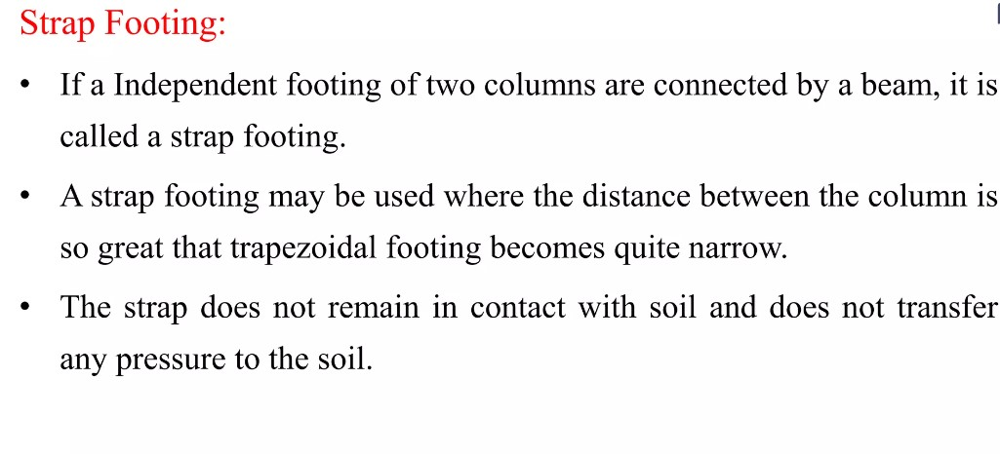 Strap Footing:
• If a Independent footing of two columns are connected by a beam, it is
called a strap footing.
• A strap footing may be used where the distance between the column is
so great that trapezoidal footing becomes quite narrow.
• The strap does not remain in contact with soil and does not transfer
any pressure to the soil.